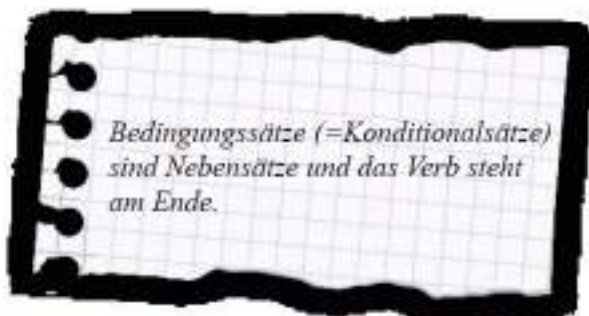 Bedingungssätze (=Konditionalsätze)
sind Nebensätze und das Verb steht
am Ende.